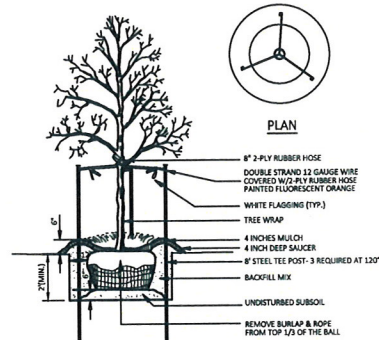 PLAN
8" 2-PLY RUBBER HOSE
DOUBLE STRAND 12 GAUGE WIRE
COVERED W/2-PLY RUBBER HOSE
PAINTED FLUORESCENT ORANGE
WHITE FLAGGING (TYP.)
TREE WRAP
6"
4 INCHES MULCH
4 INCH DEEP SAUCER
8' STEEL TEE POST- 3 REQUIRED AT 120°
2'(MIN.)
6"
BACKFILL MIX
UNDISTURBED SUBSOIL
REMOVE BURLAP & ROPE
FROM TOP 1/3 OF THE BALL